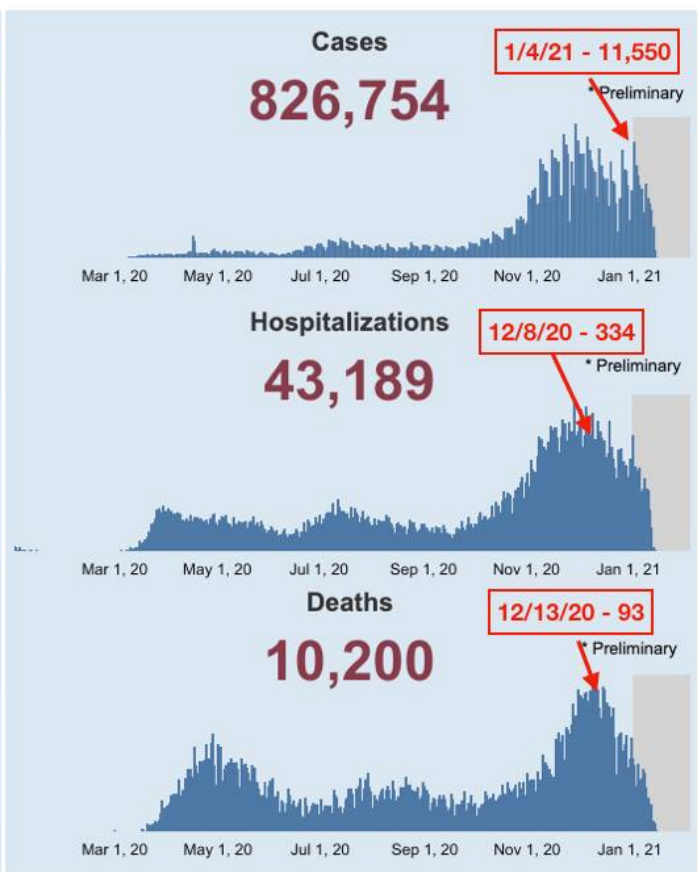 Cases
1/4/21 - 11,550
826,754
* Preliminary
Mar 1, 20 May 1, 20 Jul 1, 20 Sep 1, 20 Nov 1, 20 Jan 1, 21
Hospitalizations
12/8/20 - 334
43,189
* Preliminary
Mar 1, 20 May 1, 20 Jul 1, 20 Sep 1, 20 Nov 1, 20 Jan 1, 21
Deaths
12/13/20 - 93
10,200
* Preliminary
Mar 1, 20 May 1, 20 Jul 1, 20 Sep 1, 20 Nov 1, 20 Jan 1, 21